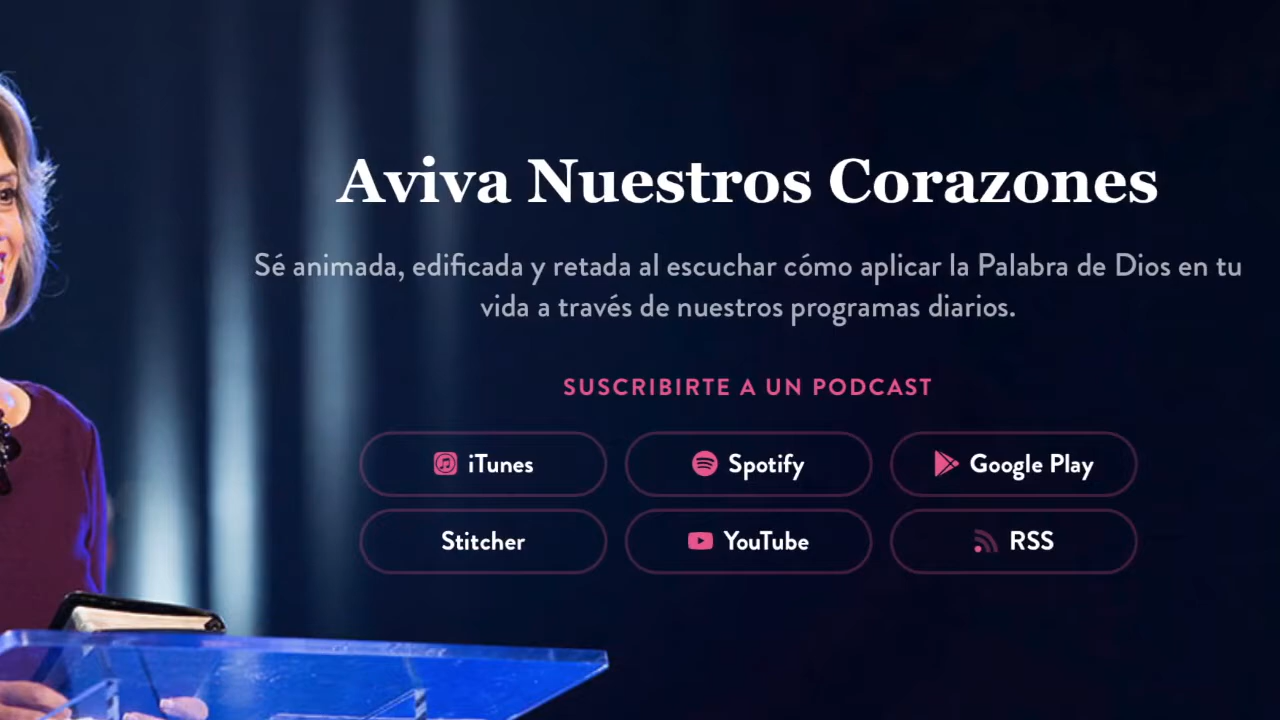 Aviva Nuestros Corazones
Sé animada, edificada y retada al escuchar cómo aplicar la Palabra de Dios en tu
vida a través de nuestros programas diarios.
SUSCRIBIRTE A UN PODCAST
iTunes
Spotify
Google Play
Stitcher
YouTube
RSS